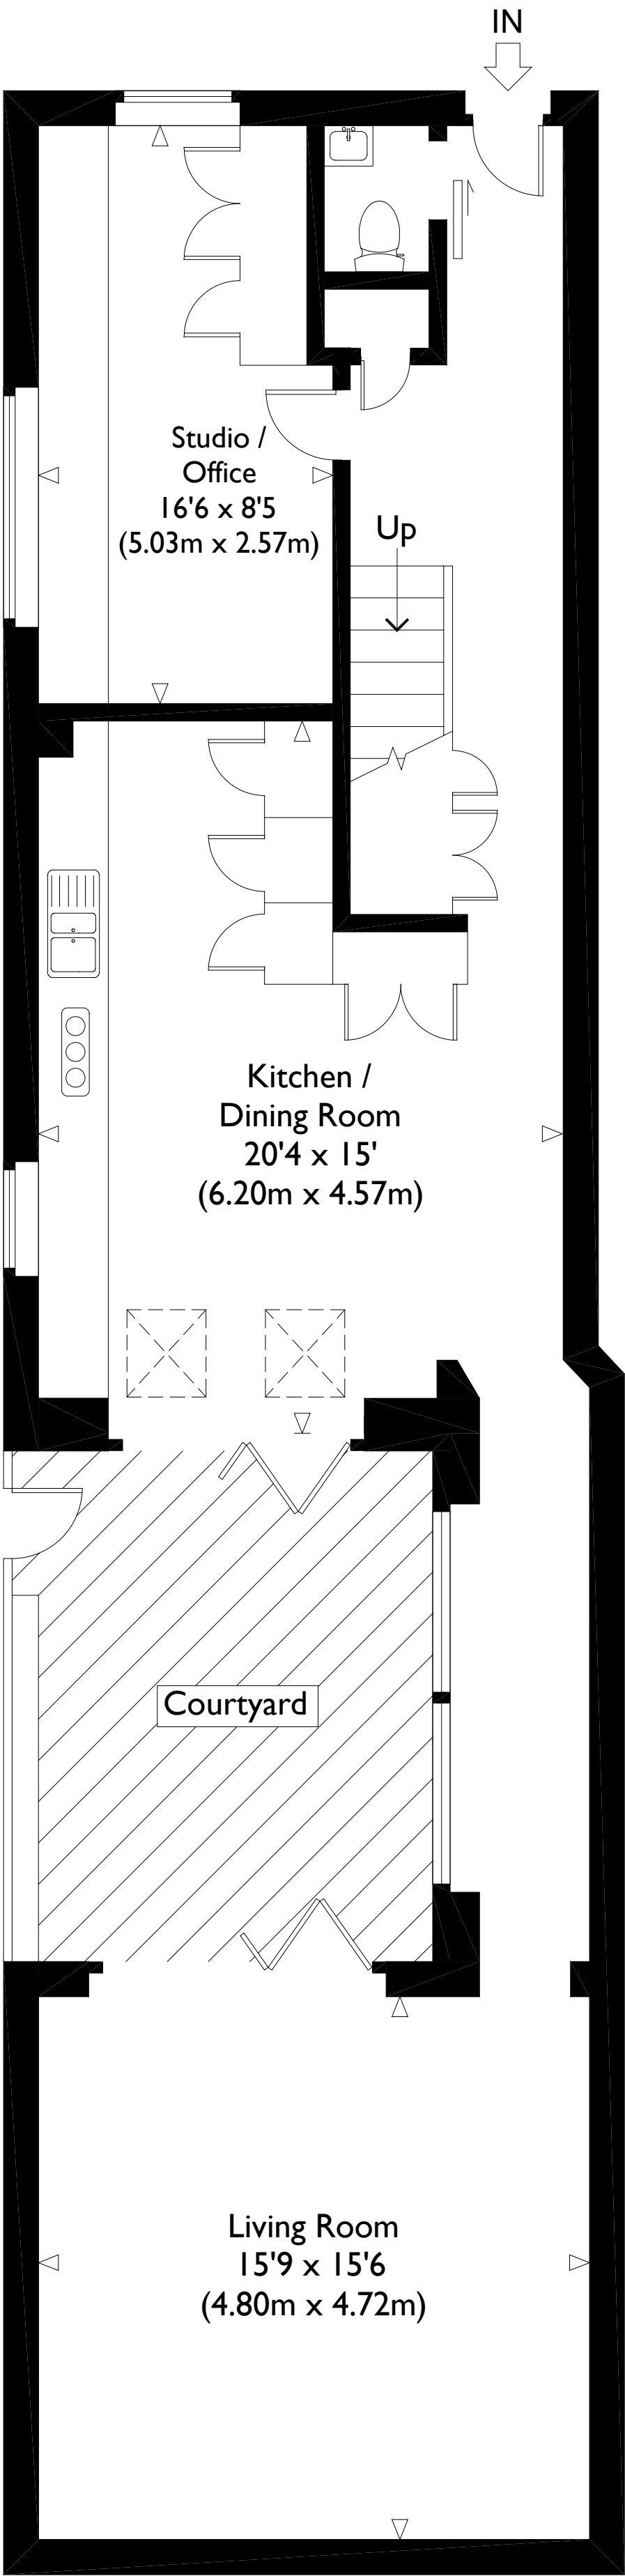 IN
Studio /
Office
16'6 x 8'5
(5.03m x 2.57m)
Up
Kitchen /
Dining Room
20'4 x 15'
(6.20m x 4.57m)
Courtyard
Living Room
15'9 x 15'6
(4.80m x 4.72m)